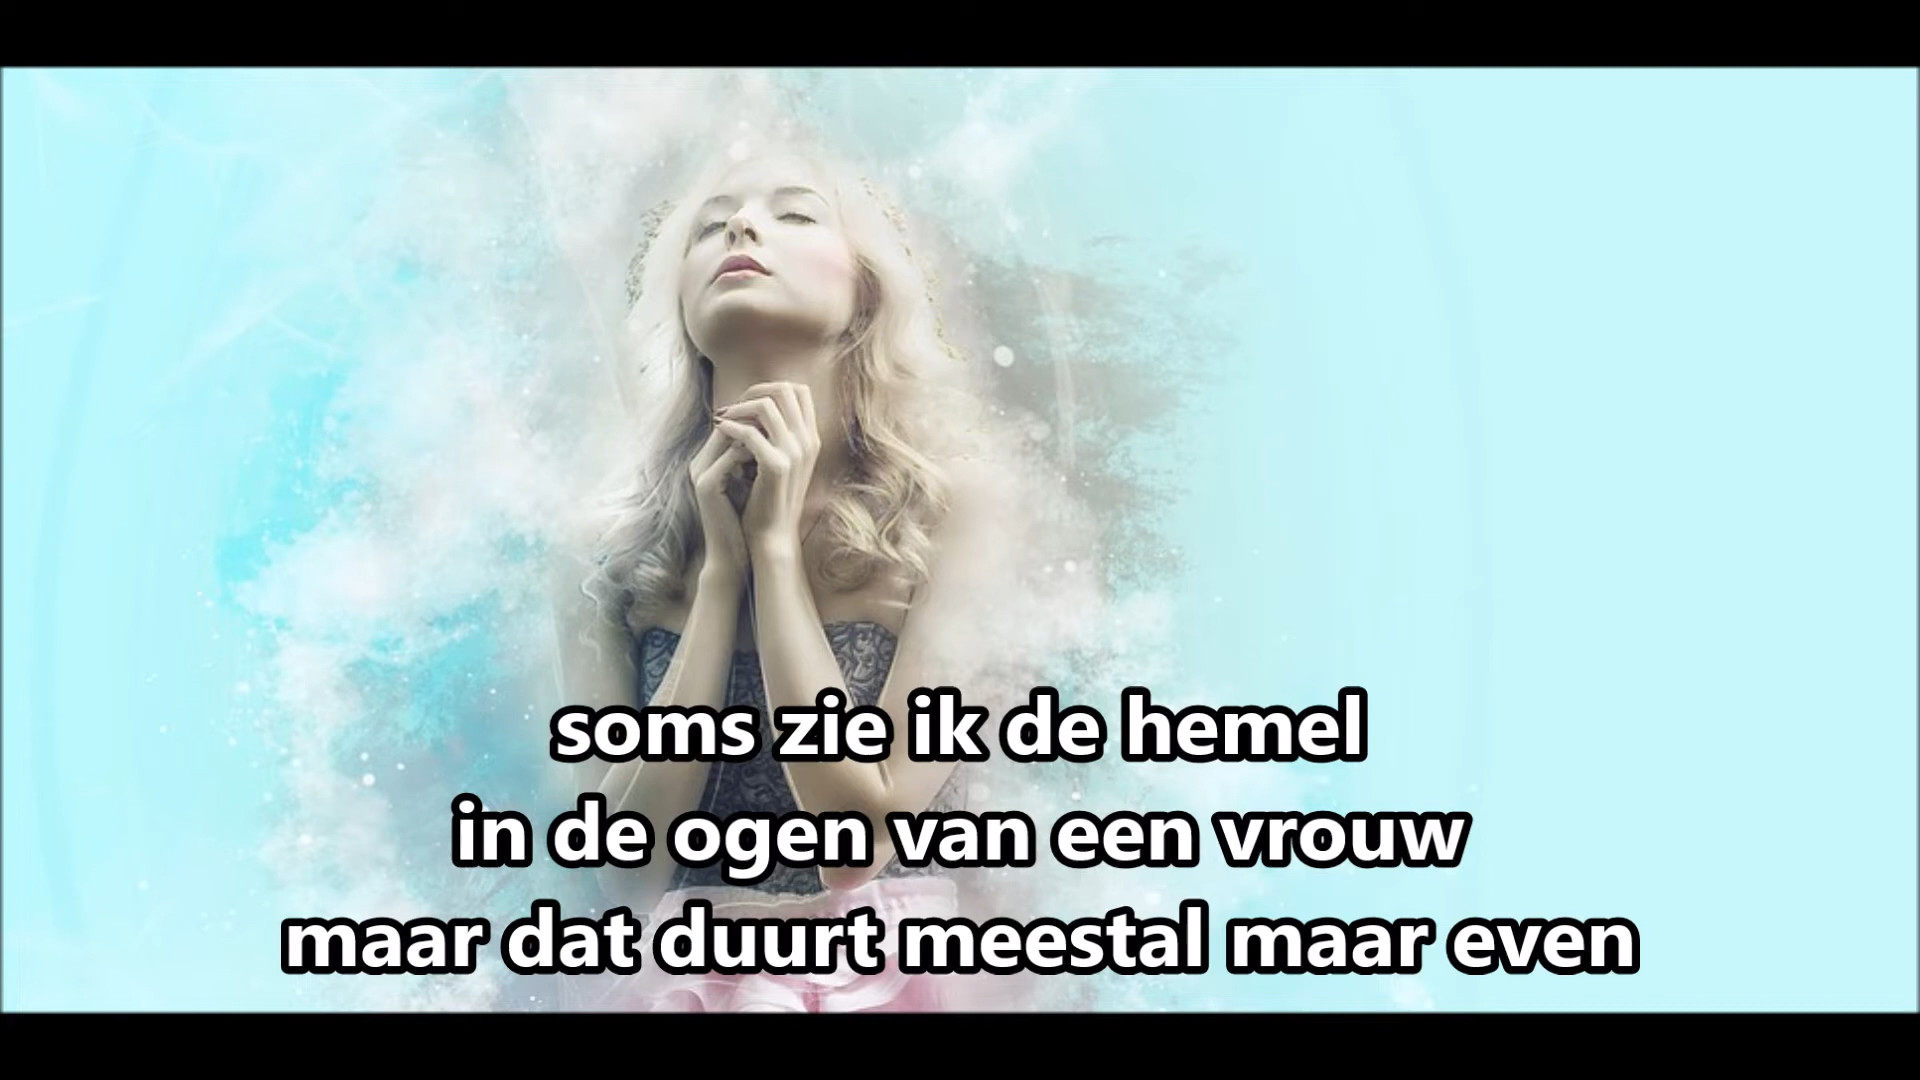 soms zie ik de hemel
in de ogen van een vrouw
maar dat duurt meestal maar even